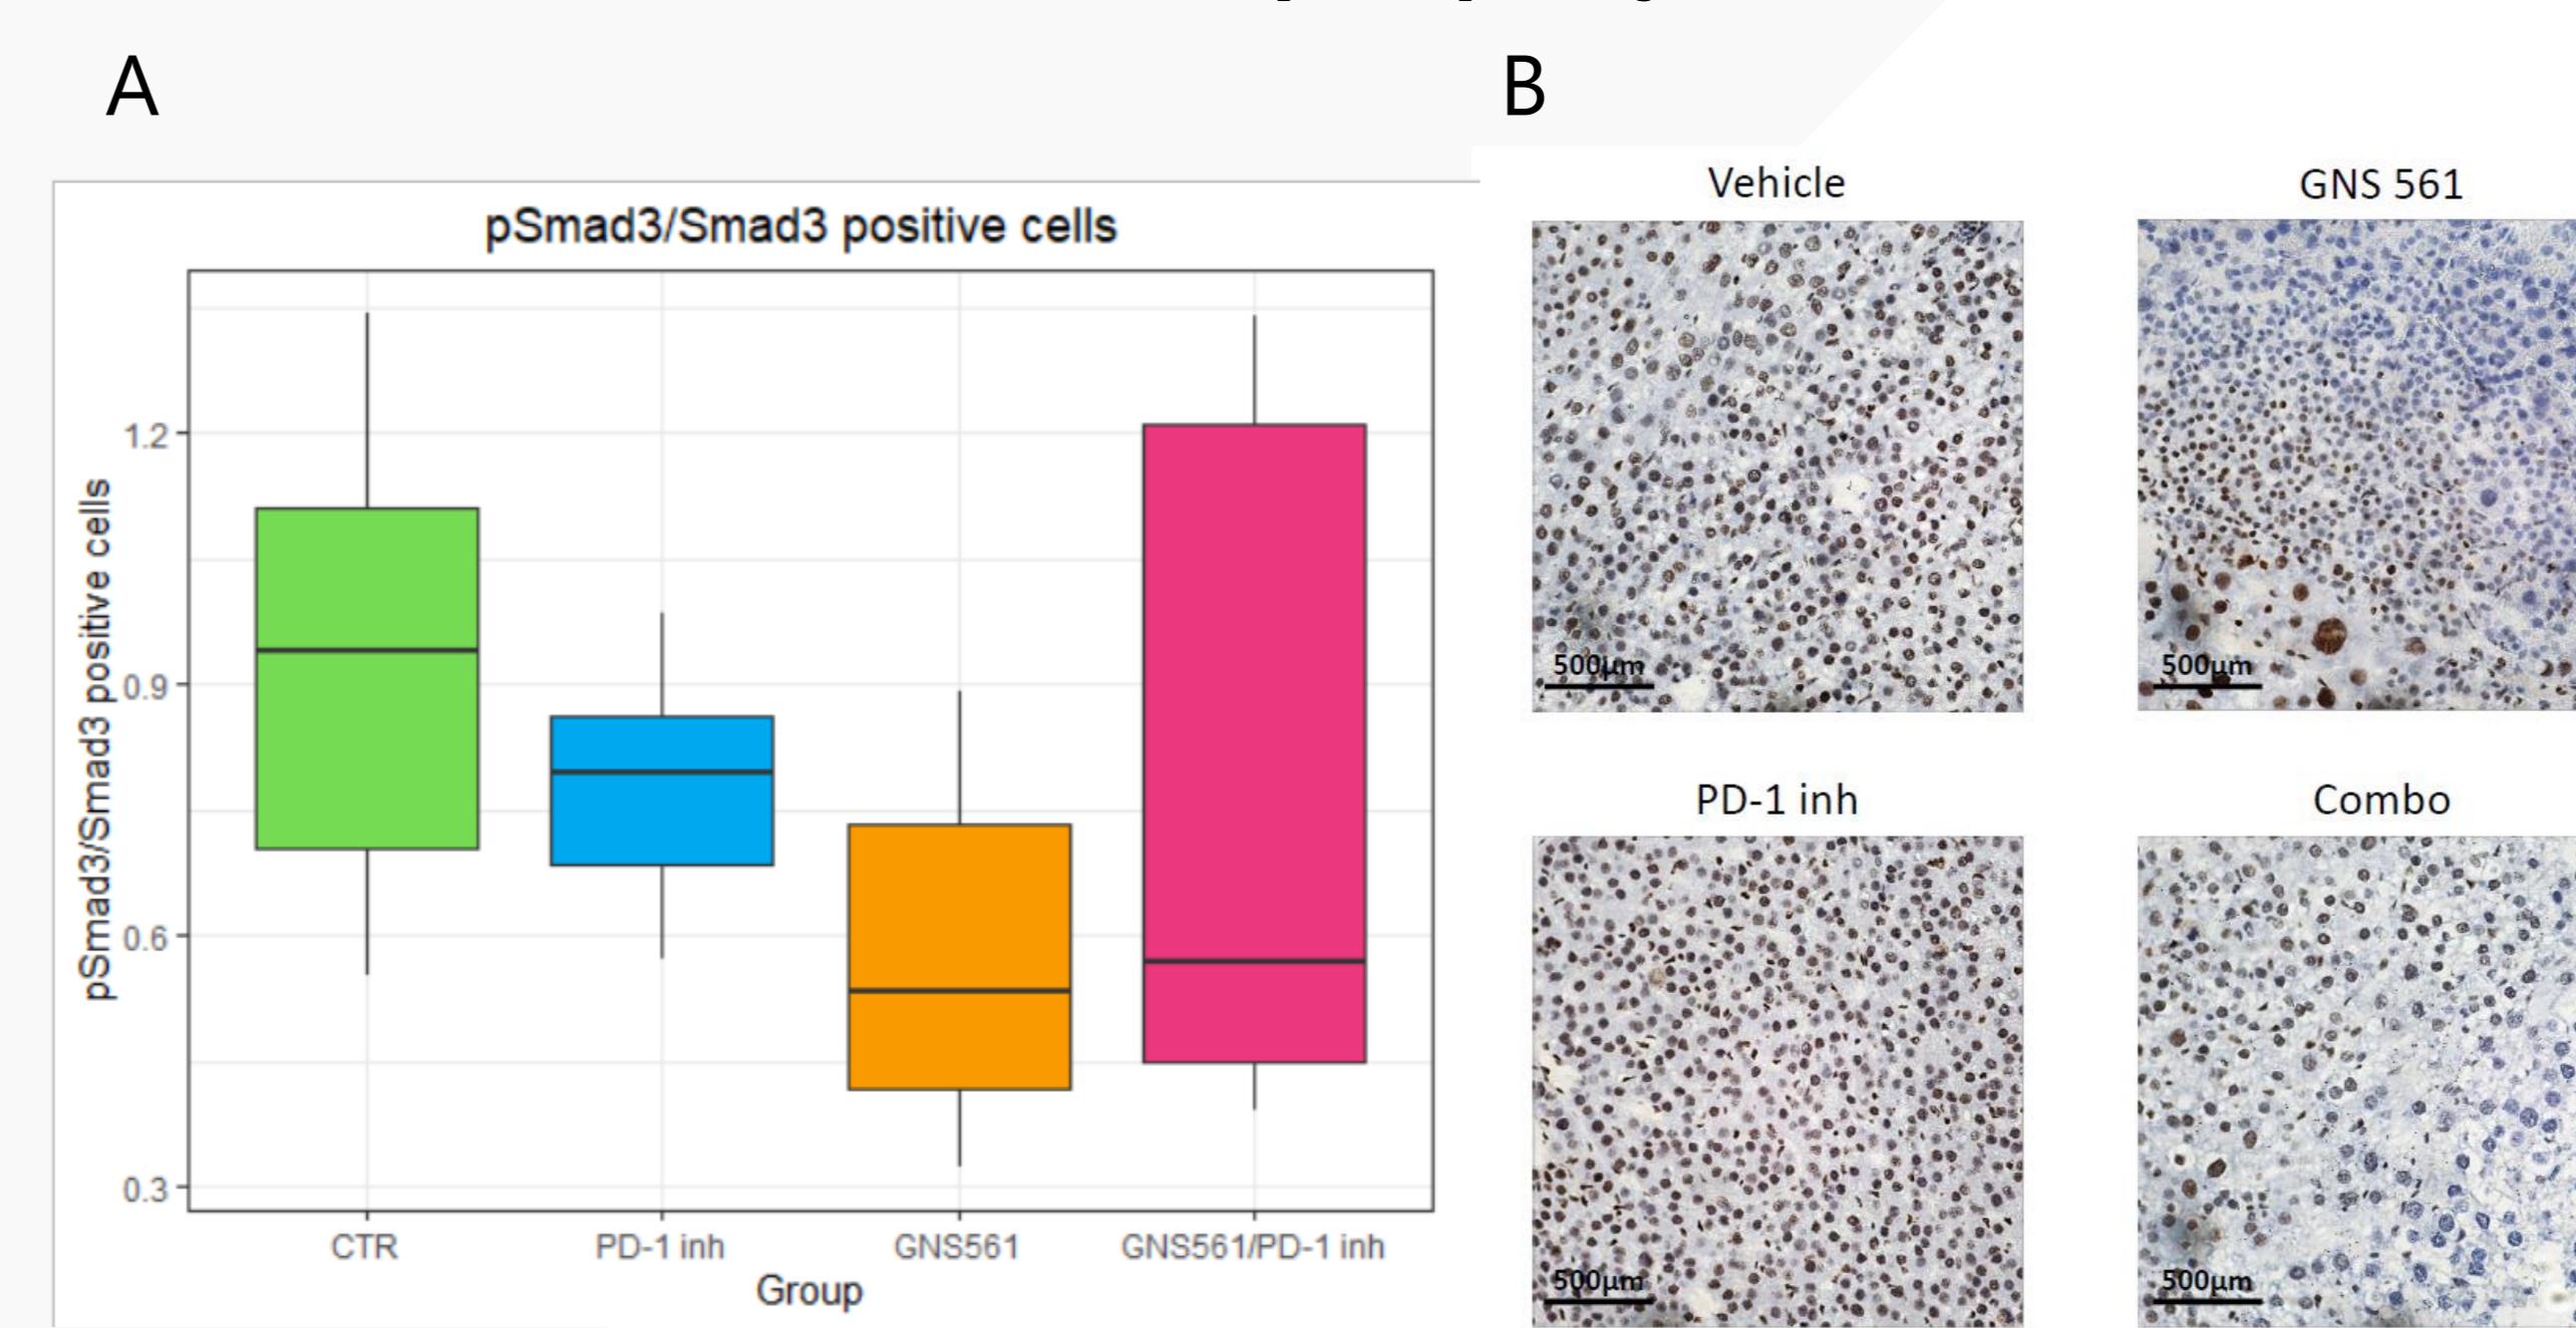 A
B
pSmad3/Smad3 positive cells
pSmad3/Smad3 positive cells
1.2
0.9
0.6
0.3
CTR
PD-1 inh
GNS561
GNS561/PD-1 inh
Group
Vehicle
GNS 561
500µm
500µm
PD-1 inh
Combo
500µm
500µm